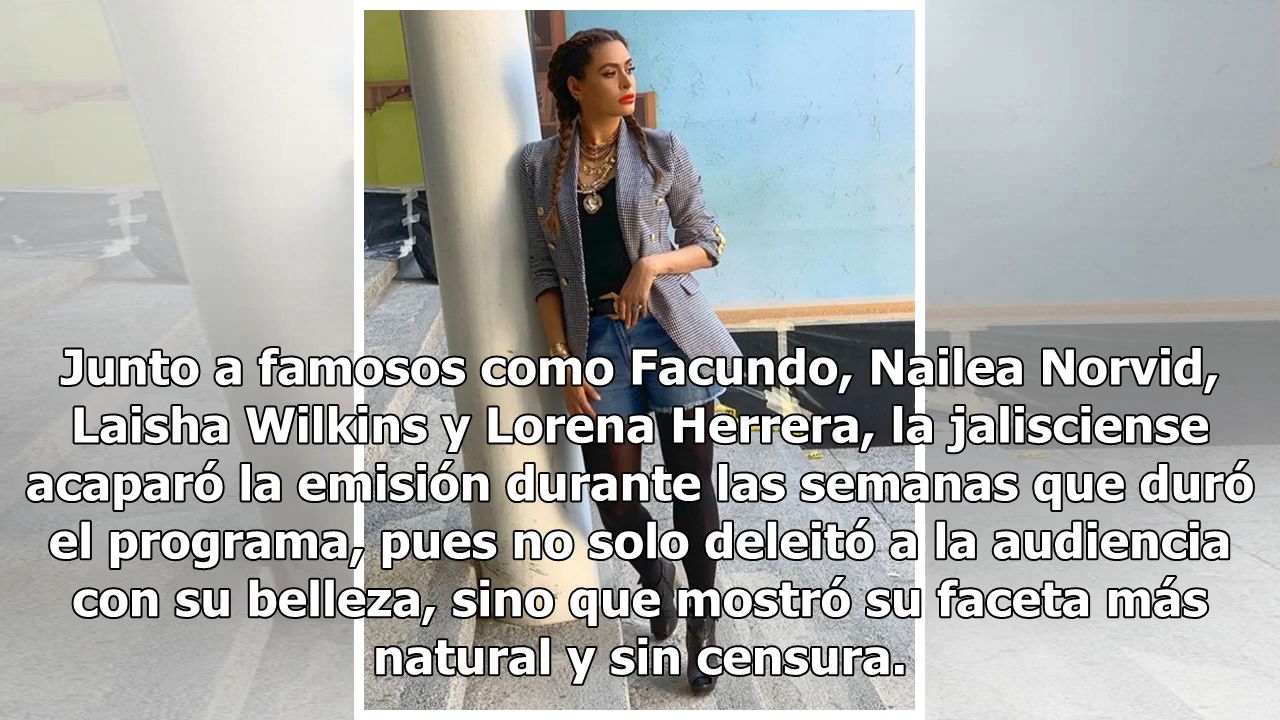 Junto a famosos como Facundo, Nailea Norvid,
Laisha Wilkins y Lorena Herrera, la jalisciense
acaparó la emisión durante las semanas que duró
el programa, pues no solo deleitó a la audiencia
con su belleza, sino que mostró su faceta más
natural y sin censura.